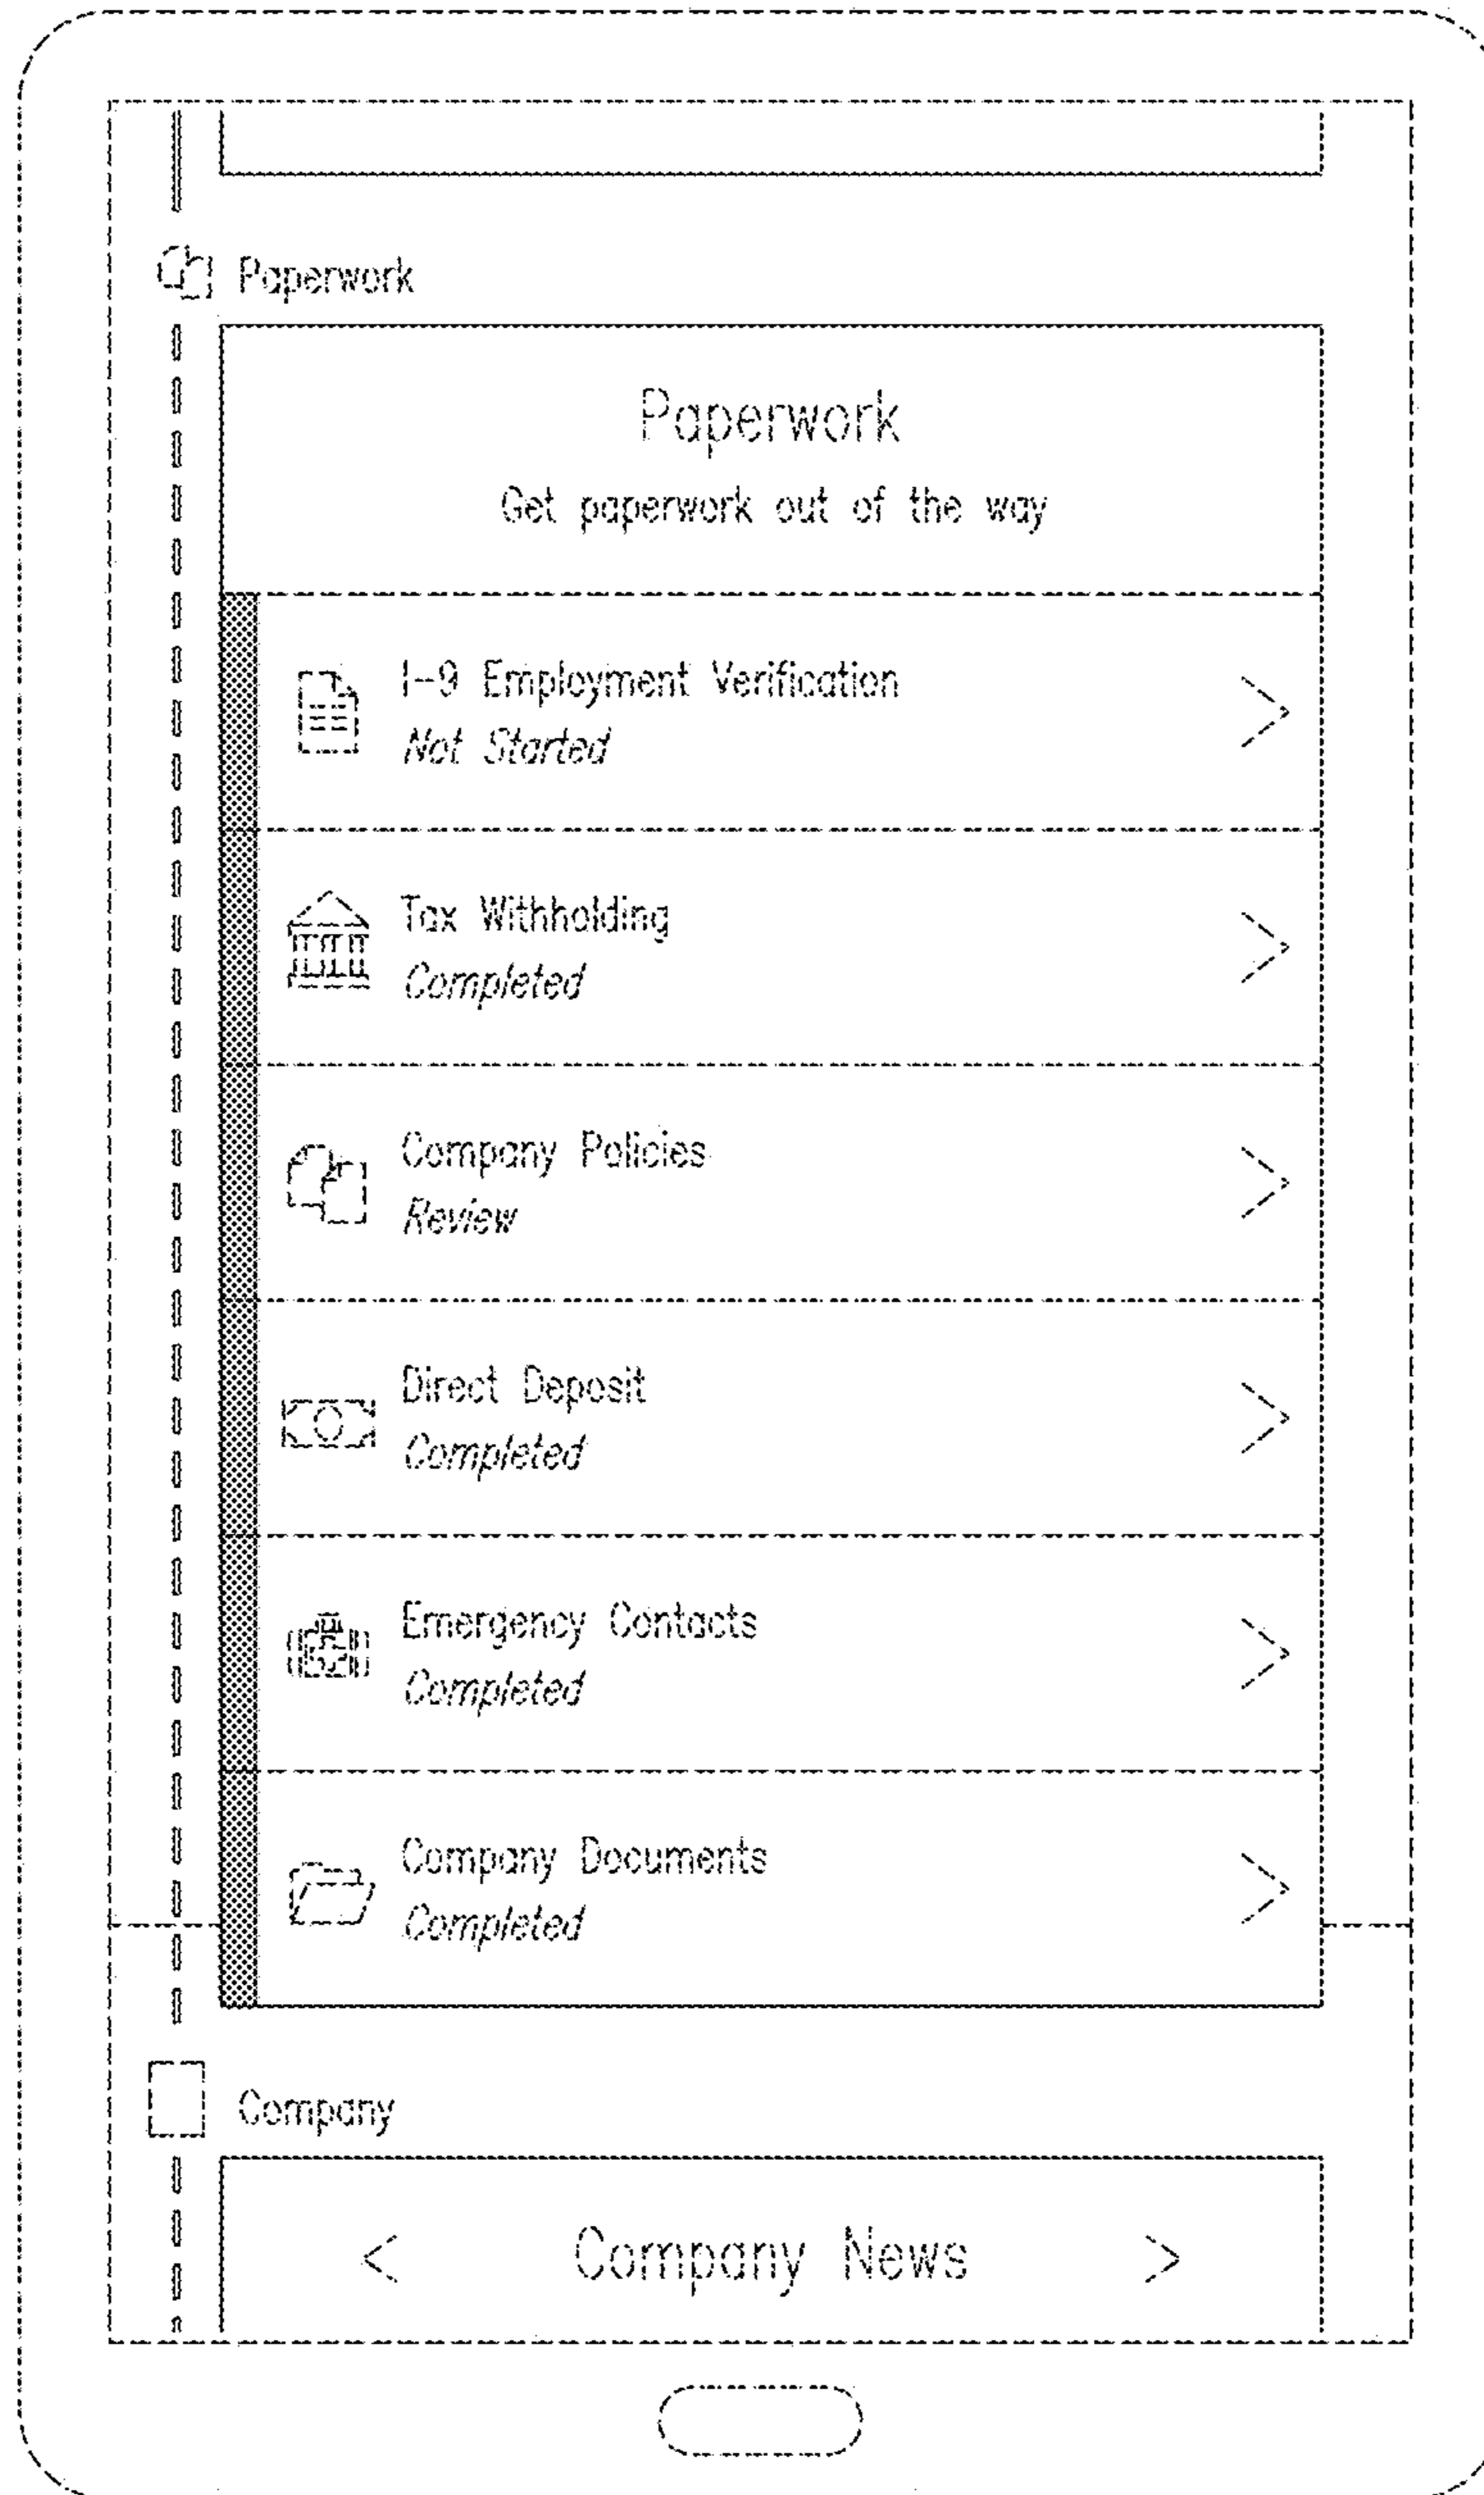 Paperwork
Paperwork
Get paperwork out of the way
I-9 Employment Verification
Not Started
Tax Withholding
Completed
Company Policies
Review
Direct Deposit
Completed
Emergency Contacts
Completed
Company Documents
Completed
Company
< Company News >